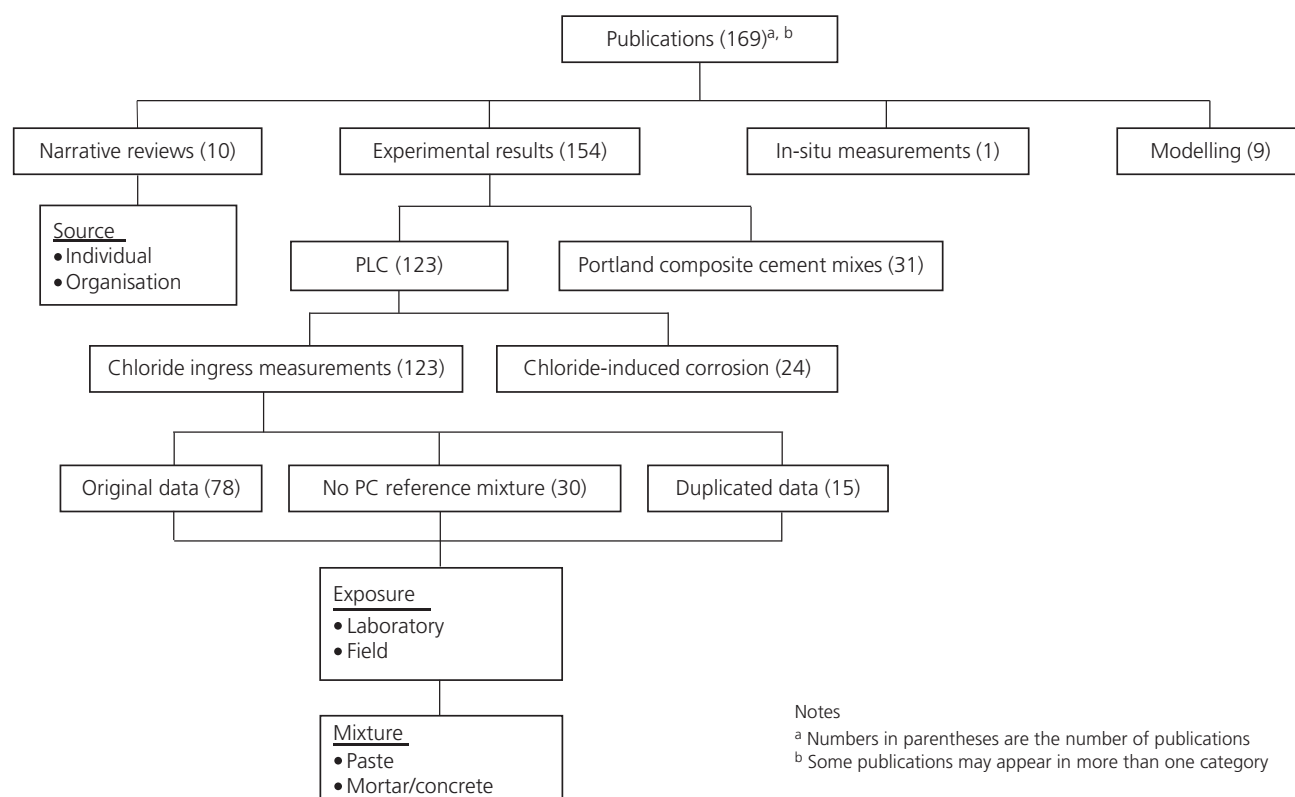 Publications (169)a, b
Narrative reviews (10)
Experimental results (154)
In-situ measurements (1)
Modelling (9)
Source
• Individual
• Organisation
PLC (123)
Portland composite cement mixes (31)
Chloride ingress measurements (123)
Chloride-induced corrosion (24)
Original data (78)
No PC reference mixture (30)
Duplicated data (15)
Exposure
• Laboratory
• Field
Mixture
• Paste
• Mortar/concrete
Notes
a Numbers in parentheses are the number of publications
b Some publications may appear in more than one category